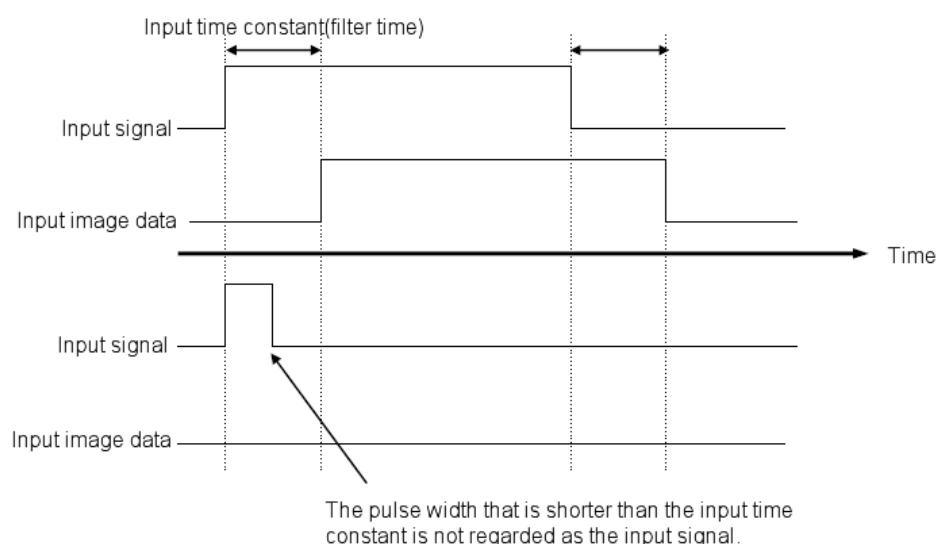 Input time constant(filter time)
Input signal
Input image data
Time
Input signal
Input image data
The pulse width that is shorter than the input time
constant is not regarded as the input signal.